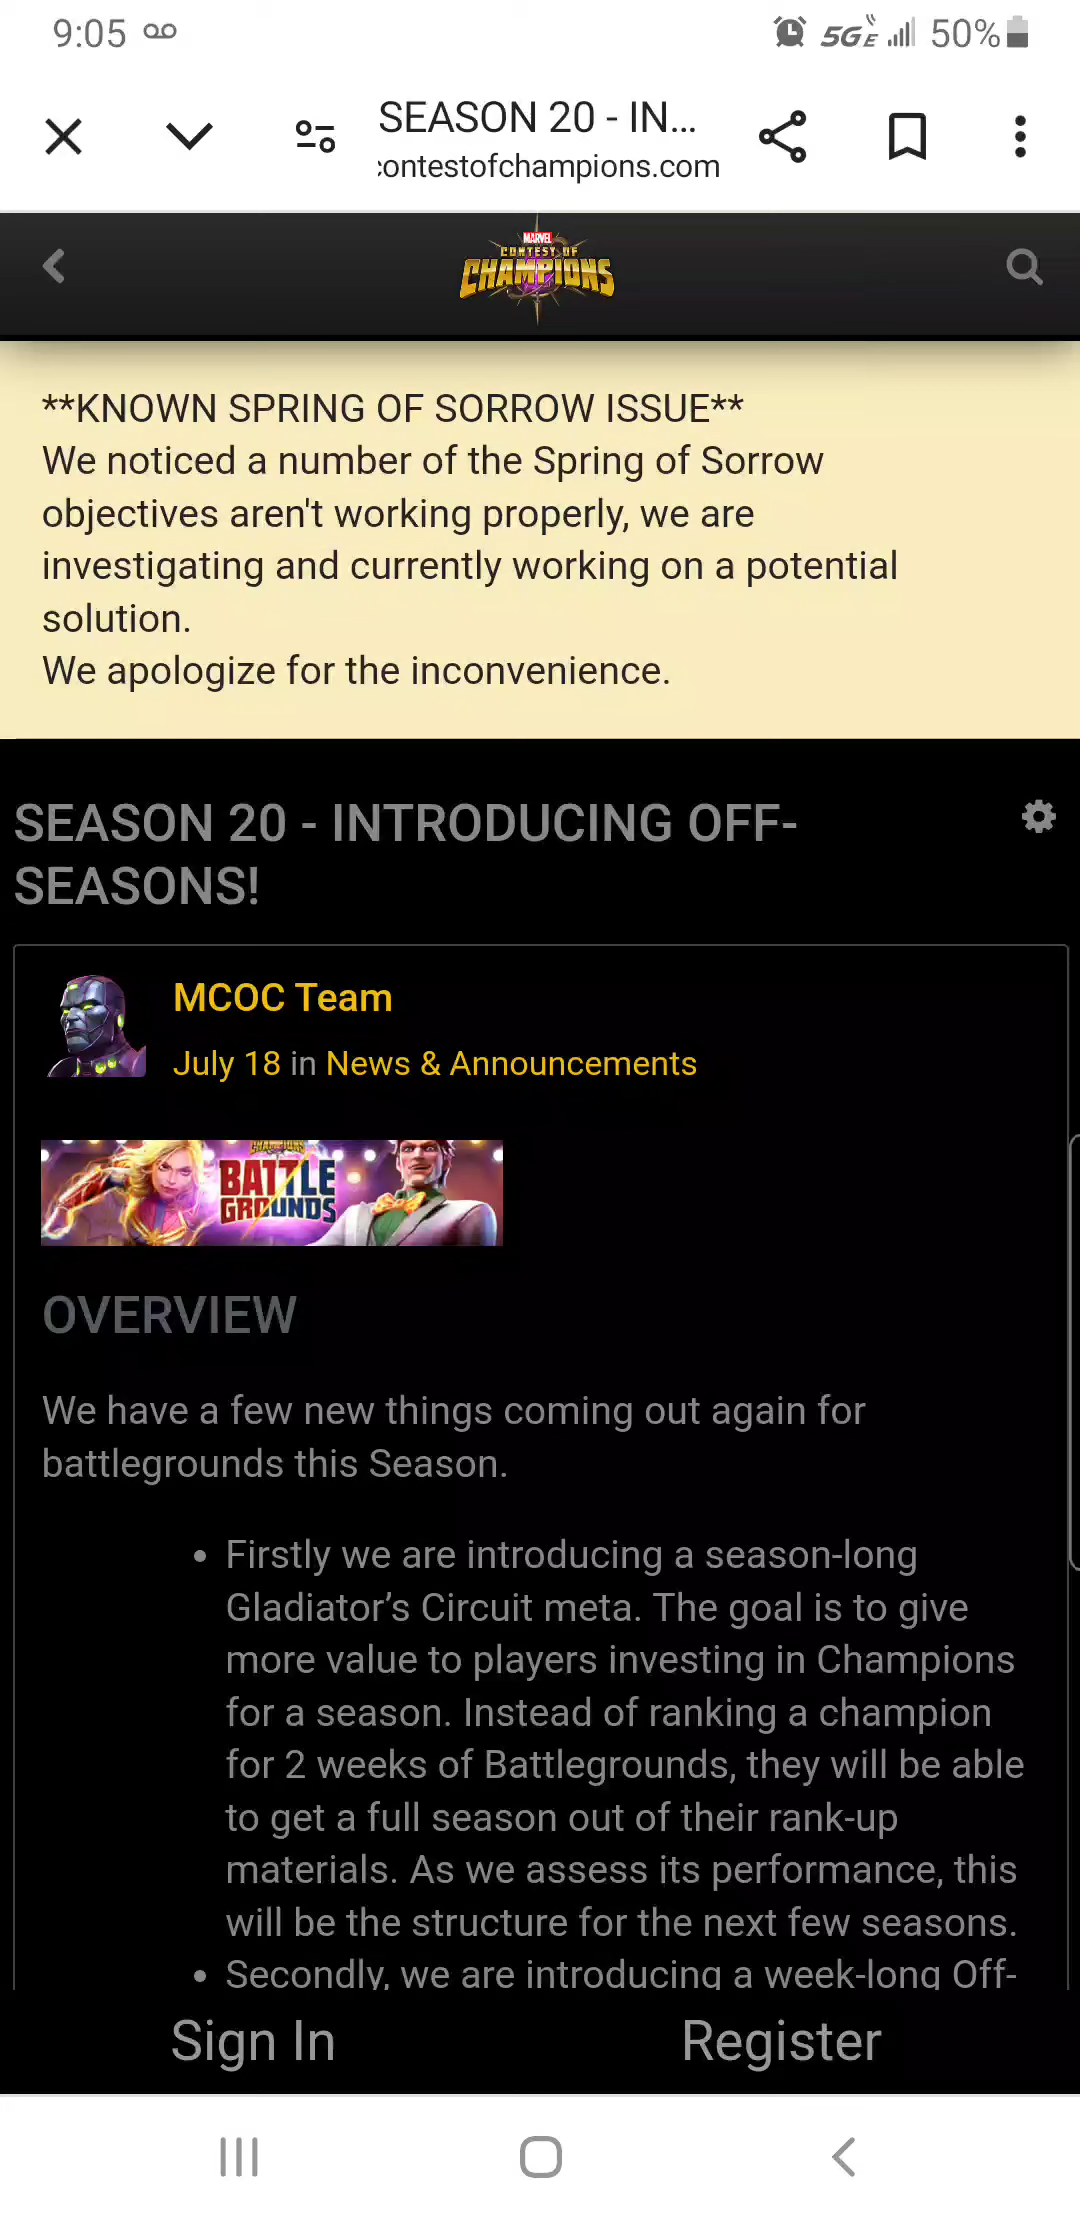 9:05 5GE 50%
SEASON 20 - IN...
contestofchampions.com
MARVEL
CONTEST OF
CHAMPIONS
**KNOWN SPRING OF SORROW ISSUE**
We noticed a number of the Spring of Sorrow
objectives aren't working properly, we are
investigating and currently working on a potential
solution.
We apologize for the inconvenience.
SEASON 20 - INTRODUCING OFF-
SEASONS!
MCOC Team
July 18 in News & Announcements
BATTLE
GROUNDS
OVERVIEW
We have a few new things coming out again for
battlegrounds this Season.
• Firstly we are introducing a season-long
Gladiator’s Circuit meta. The goal is to give
more value to players investing in Champions
for a season. Instead of ranking a champion
for 2 weeks of Battlegrounds, they will be able
to get a full season out of their rank-up
materials. As we assess its performance, this
will be the structure for the next few seasons.
• Secondly, we are introducing a week-long Off-
Sign In Register